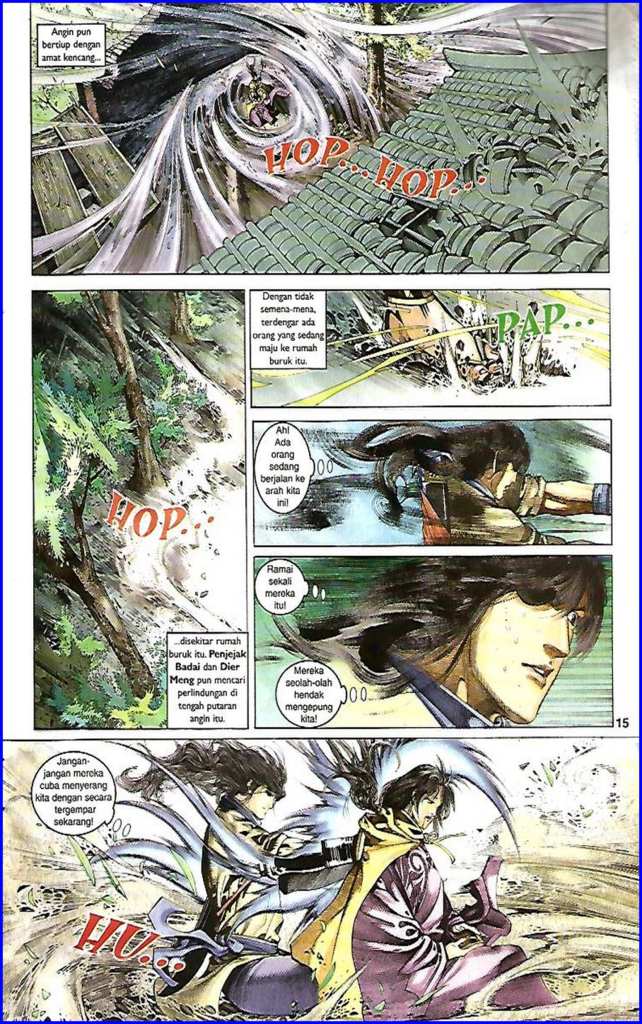 Angin pun
bertiup dengan
amat kencang...
HOP... HOP...
HOP...
...disekitar rumah
buruk itu. Penjejak
Badai dan Dier
Meng pun mencari
perlindungan di
tengah putaran
angin itu.
Dengan tidak
semena-mena,
terdengar ada
orang yang sedang
maju ke rumah
buruk itu.
PAP...
Ah!
Ada
orang
sedang
berjalan ke
arah kita
ini!
Ramai
sekali
mereka
itu!
Mereka
seolah-olah
hendak
mengepung
kita!
15
Jangan-
jangan mereka
cuba menyerang
kita dengan secara
tergempar
sekarang!
HU...